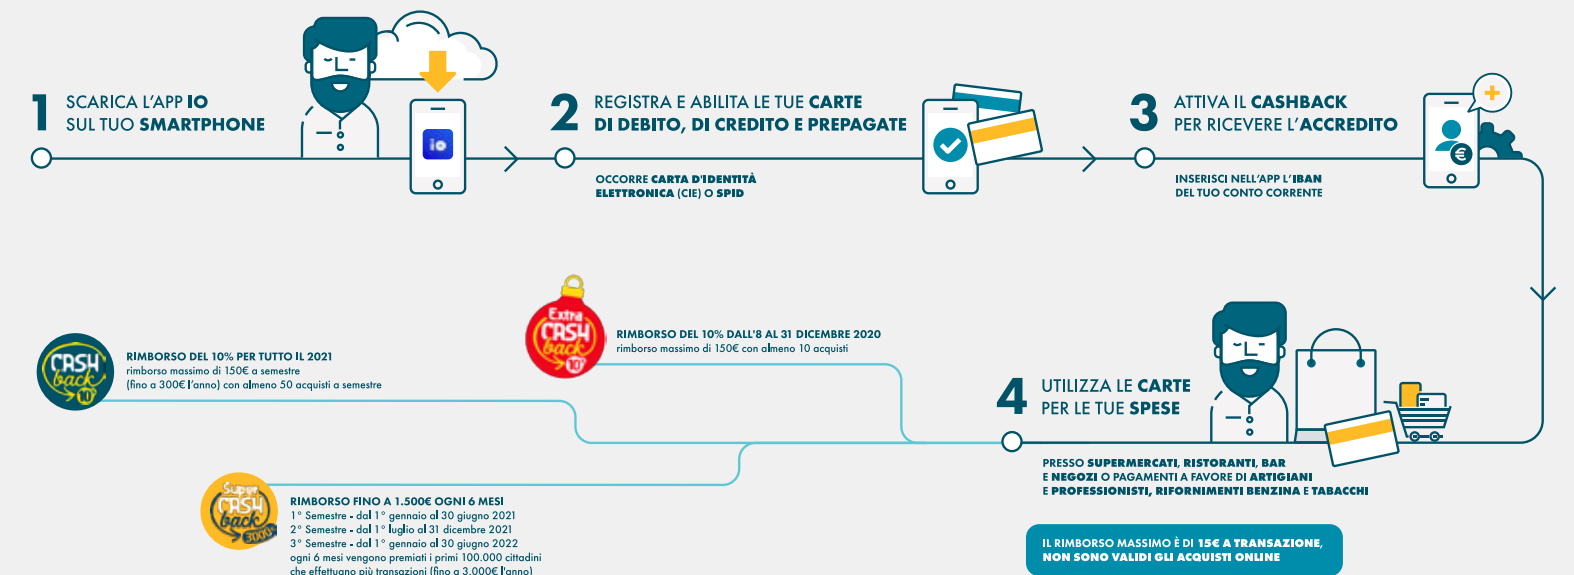 1
SCARICA L'APP IO
SUL TUO SMARTPHONE
io
2
REGISTRA E ABILITA LE TUE CARTE
DI DEBITO, DI CREDITO E PREPAGATE
OCCORRE CARTA D'IDENTITÀ
ELETTRONICA (CIE) O SPID
3
ATTIVA IL CASHBACK
PER RICEVERE L'ACCREDITO
INSERISCI NELL'APP L'IBAN
DEL TUO CONTO CORRENTE
€
4
UTILIZZA LE CARTE
PER LE TUE SPESE
PRESSO SUPERMERCATI, RISTORANTI, BAR
E NEGOZI O PAGAMENTI A FAVORE DI ARTIGIANI
E PROFESSIONISTI, RIFORNIMENTI BENZINA E TABACCHI
IL RIMBORSO MASSIMO È DI 15€ A TRANSAZIONE,
NON SONO VALIDI GLI ACQUISTI ONLINE
Extra
CASH
back
10
RIMBORSO DEL 10% DALL'8 AL 31 DICEMBRE 2020
rimborso massimo di 150€ con almeno 10 acquisti
CASH
back
10
RIMBORSO DEL 10% PER TUTTO IL 2021
rimborso massimo di 150€ a semestre
(fino a 300€ l'anno) con almeno 50 acquisti a semestre
Super
CASH
back
3000
RIMBORSO FINO A 1.500€ OGNI 6 MESI
1° Semestre - dal 1° gennaio al 30 giugno 2021
2° Semestre - dal 1° luglio al 31 dicembre 2021
3° Semestre - dal 1° gennaio al 30 giugno 2022
ogni 6 mesi vengono premiati i primi 100.000 cittadini
che effettuano più transazioni (fino a 3.000€ l'anno)